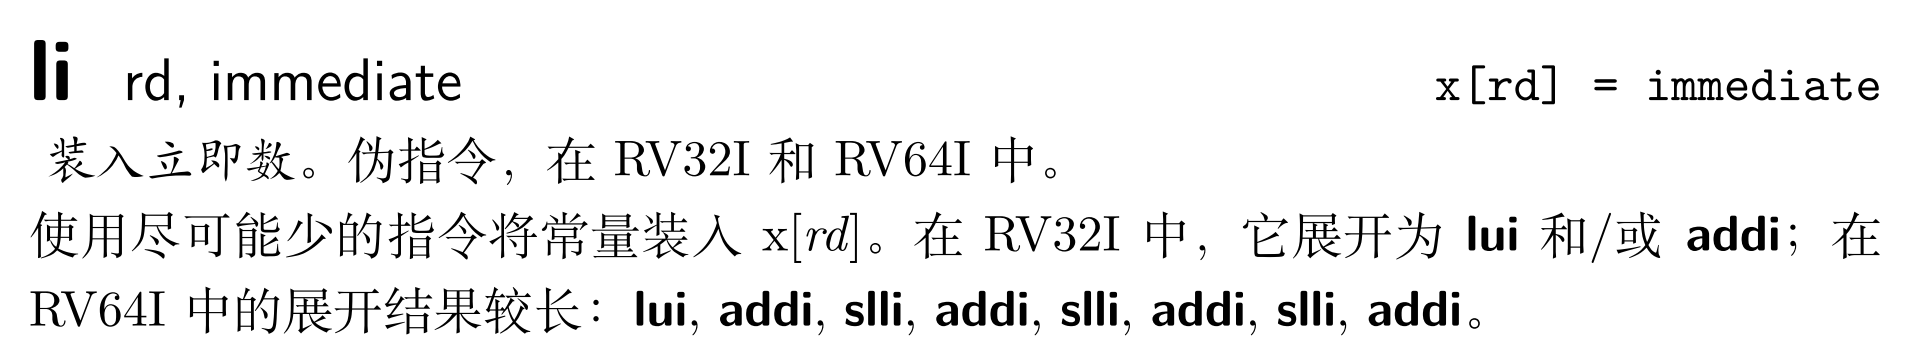 li rd, immediate x[rd] = immediate
装入立即数。伪指令，在 RV32I 和 RV64I 中。
使用尽可能少的指令将常量装入 x[rd]。在 RV32I 中，它展开为 lui 和/或 addi；在
RV64I 中的展开结果较长：lui, addi, slli, addi, slli, addi, slli, addi。